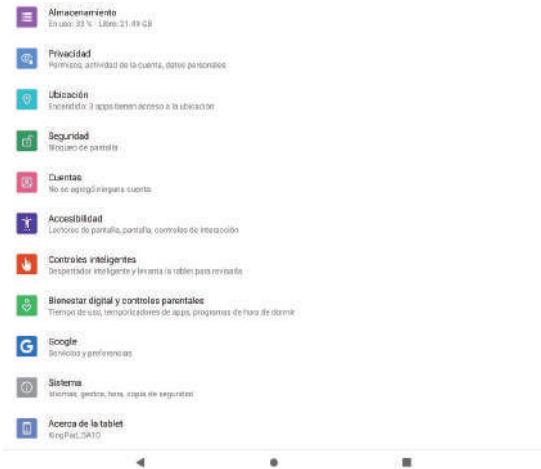 Almacenamiento
En uso: 33 % - Libre: 21.49 GB
Privacidad
Permisos, actividad de la cuenta, datos personales
Ubicación
Encendido: 3 apps tienen acceso a la ubicación
Seguridad
Bloqueo de pantalla
Cuentas
No se agregó ninguna cuenta
Accesibilidad
Lectores de pantalla, pantalla, controles de interacción
Controles inteligentes
Despertador inteligente y levanta la tablet para revisarla
Bienestar digital y controles parentales
Tiempo de uso, temporizadores de apps, programas de hora de dormir
Google
Servicios y preferencias
Sistema
Idiomas, gestos, hora, copia de seguridad
Acerca de la tablet
KingPad_SA10